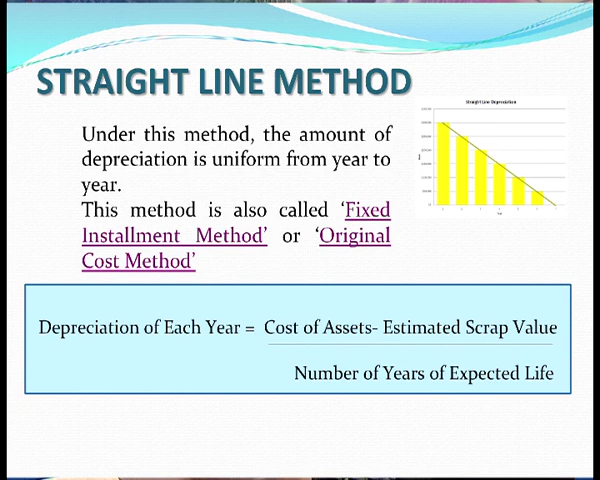 STRAIGHT LINE METHOD
Straight Line Depreciation
Under this method, the amount of
depreciation is uniform from year to
year.
This method is also called ‘Fixed
Installment Method’ or ‘Original
Cost Method’
Depreciation of Each Year = Cost of Assets- Estimated Scrap Value
Number of Years of Expected Life